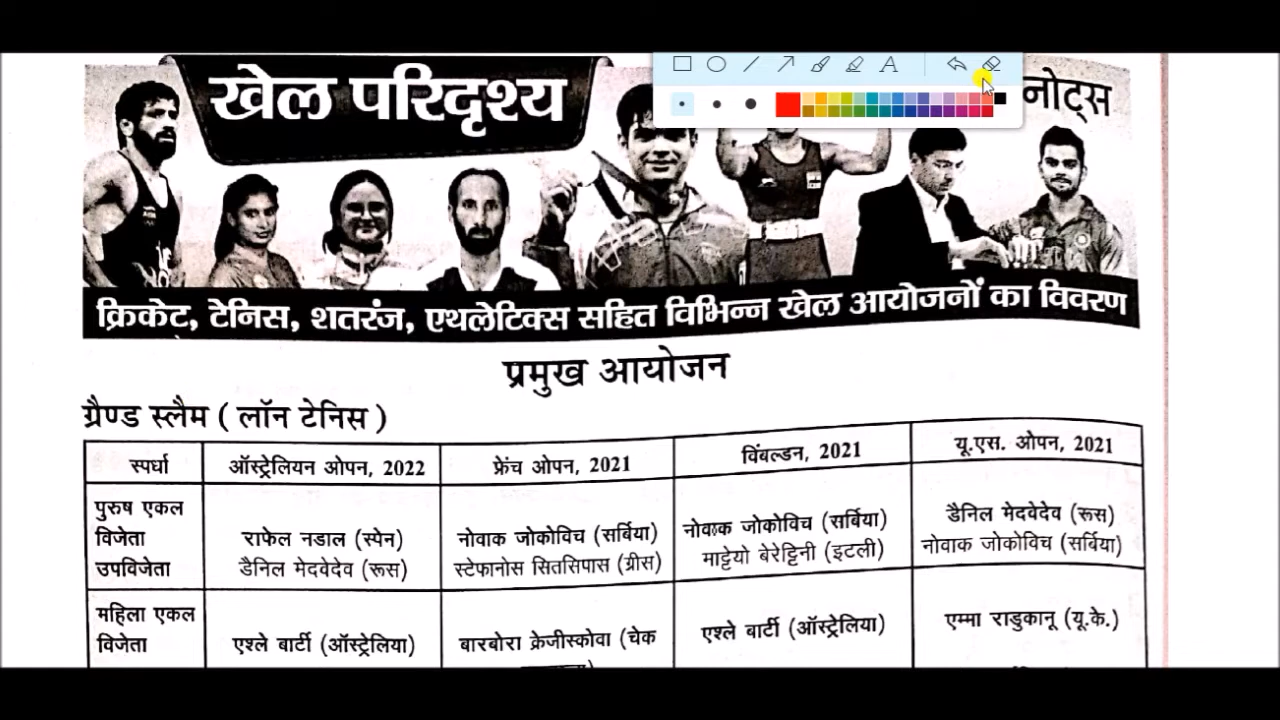 खेल परिदृश्य
नोट्स
A
क्रिकेट, टेनिस, शतरंज, एथलेटिक्स सहित विभिन्न खेल आयोजनों का विवरण
प्रमुख आयोजन
ग्रैण्ड स्लैम ( लॉन टेनिस )
स्पर्धा ऑस्ट्रेलियन ओपन, 2022 फ्रेंच ओपन, 2021 विंबल्डन, 2021 यू.एस. ओपन, 2021
पुरुष एकल
विजेता राफेल नडाल (स्पेन) नोवाक जोकोविच (सर्बिया) नोवाक जोकोविच (सर्बिया) डैनिल मेदवेदेव (रूस)
उपविजेता डैनिल मेदवेदेव (रूस) स्टेफानोस सितसिपास (ग्रीस) माट्टेयो बेरेट्टिनी (इटली) नोवाक जोकोविच (सर्बिया)
महिला एकल
विजेता एश्ले बार्टी (ऑस्ट्रेलिया) बारबोरा क्रेजीस्कोवा (चेक एश्ले बार्टी (ऑस्ट्रेलिया) एम्मा राडुकानू (यू.के.)